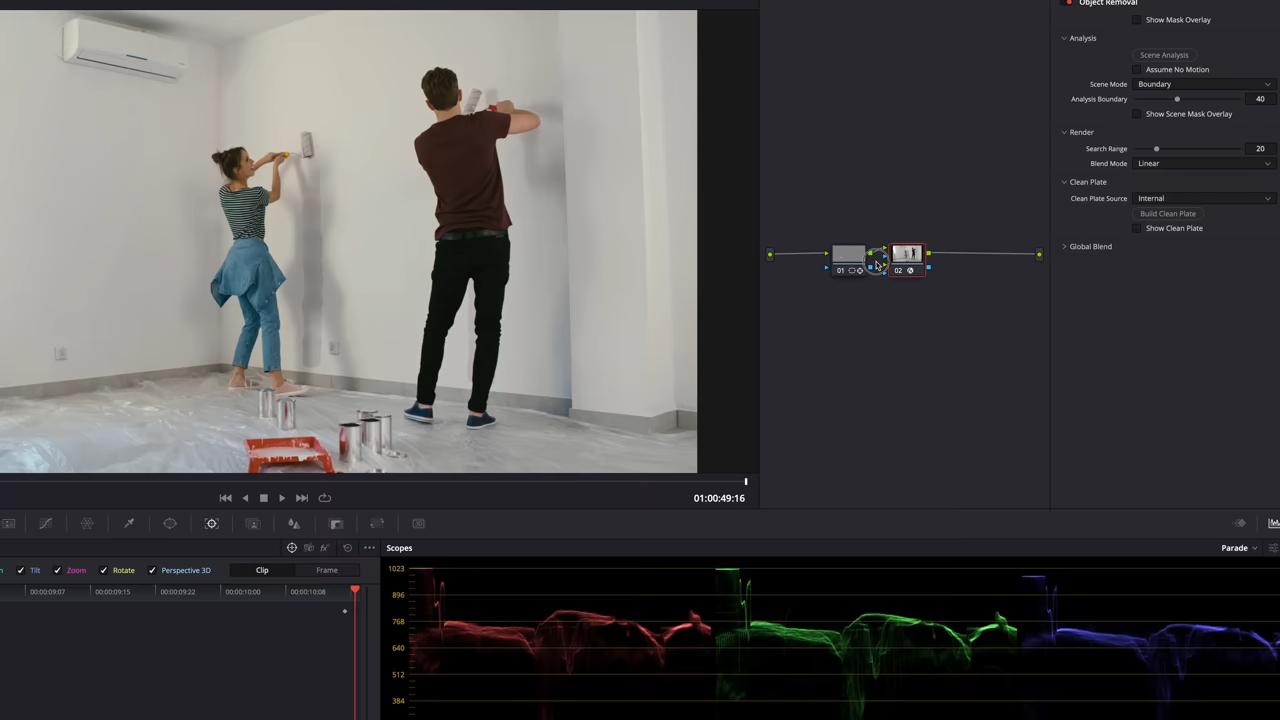 Object Removal
Show Mask Overlay
Analysis
Scene Analysis
Assume No Motion
Scene Mode Boundary
Analysis Boundary 40
Show Scene Mask Overlay
Render
Search Range 20
Blend Mode Linear
Clean Plate
Clean Plate Source Internal
Build Clean Plate
Show Clean Plate
Global Blend
01 02
01:00:49:16
Scopes Parade
Tilt Zoom Rotate Perspective 3D Clip Frame
00:00:09:07 00:00:09:15 00:00:09:22 00:00:10:00 00:00:10:08
1023
896
768
640
512
384